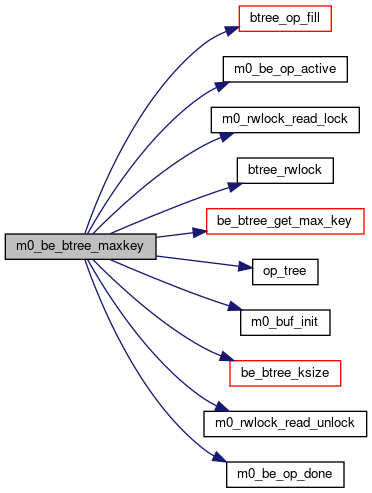 btree_op_fill
m0_be_op_active
m0_rwlock_read_lock
btree_rwlock
be_btree_get_max_key
m0_be_btree_maxkey
op_tree
m0_buf_init
be_btree_ksize
m0_rwlock_read_unlock
m0_be_op_done